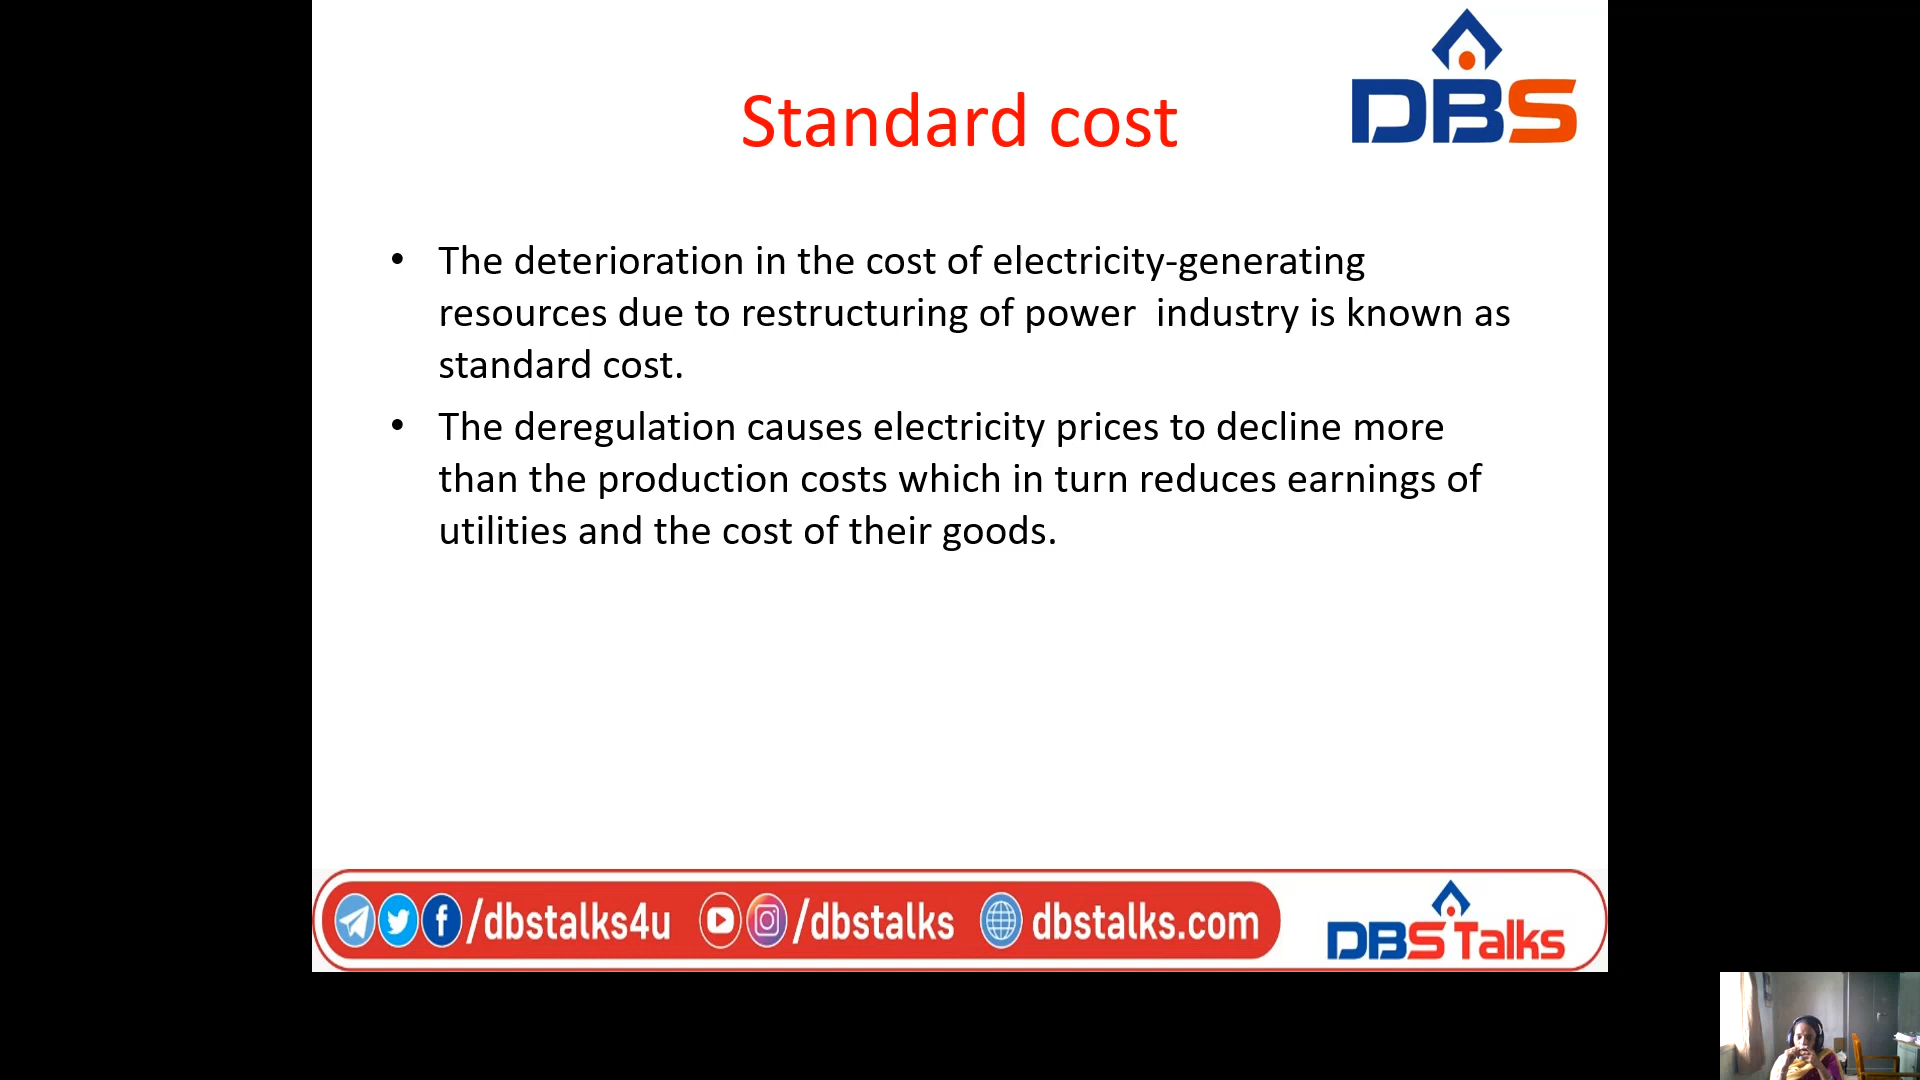 DBS
Standard cost
• The deterioration in the cost of electricity-generating
resources due to restructuring of power  industry is known as
standard cost.
• The deregulation causes electricity prices to decline more
than the production costs which in turn reduces earnings of
utilities and the cost of their goods.
/dbstalks4u /dbstalks dbstalks.com
DBS Talks